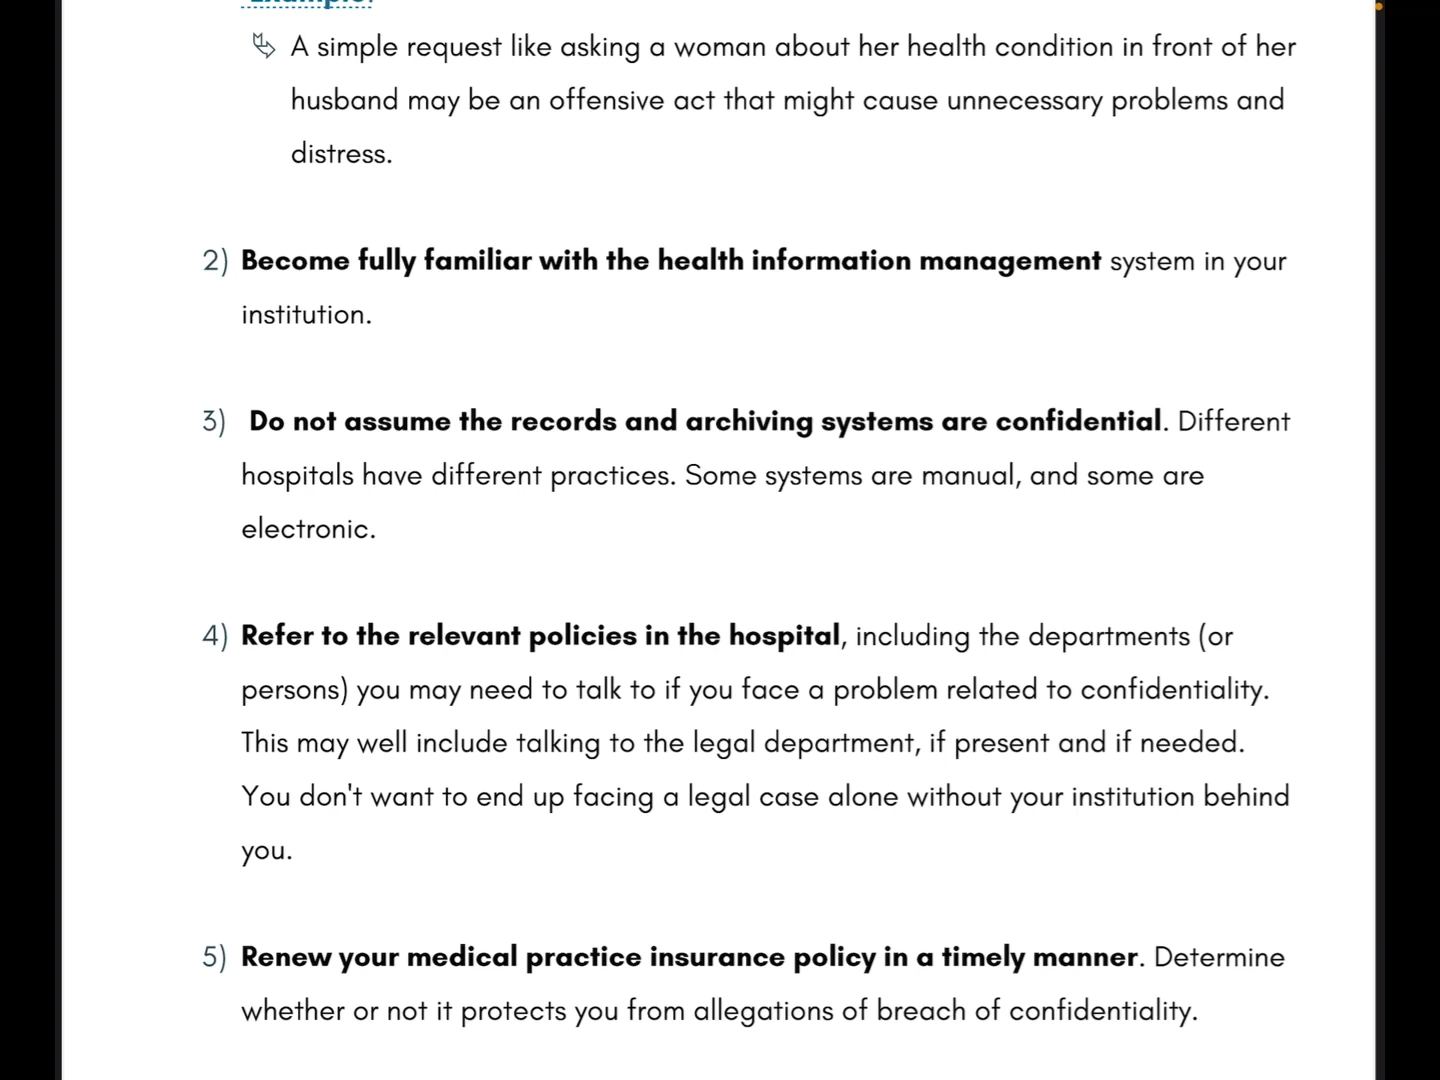 Example:
A simple request like asking a woman about her health condition in front of her
husband may be an offensive act that might cause unnecessary problems and
distress.
2) Become fully familiar with the health information management system in your
institution.
3) Do not assume the records and archiving systems are confidential. Different
hospitals have different practices. Some systems are manual, and some are
electronic.
4) Refer to the relevant policies in the hospital, including the departments (or
persons) you may need to talk to if you face a problem related to confidentiality.
This may well include talking to the legal department, if present and if needed.
You don't want to end up facing a legal case alone without your institution behind
you.
5) Renew your medical practice insurance policy in a timely manner. Determine
whether or not it protects you from allegations of breach of confidentiality.